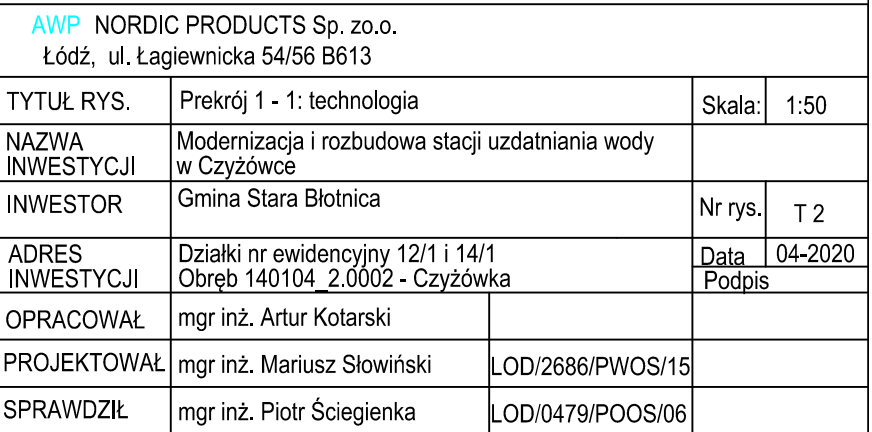 AWP NORDIC PRODUCTS Sp. zo.o.
Łódź, ul. Łagiewnicka 54/56 B613
TYTUŁ RYS. Prekrój 1 - 1: technologia Skala: 1:50
NAZWA INWESTYCJI Modernizacja i rozbudowa stacji uzdatniania wody
w Czyżówce
INWESTOR Gmina Stara Błotnica Nr rys. T 2
ADRES INWESTYCJI Działki nr ewidencyjny 12/1 i 14/1
Obręb 140104_2.0002 - Czyżówka
Data 04-2020
Podpis
OPRACOWAŁ mgr inż. Artur Kotarski
PROJEKTOWAŁ mgr inż. Mariusz Słowiński LOD/2686/PWOS/15
SPRAWDZIŁ mgr inż. Piotr Ściegienka LOD/0479/POOS/06